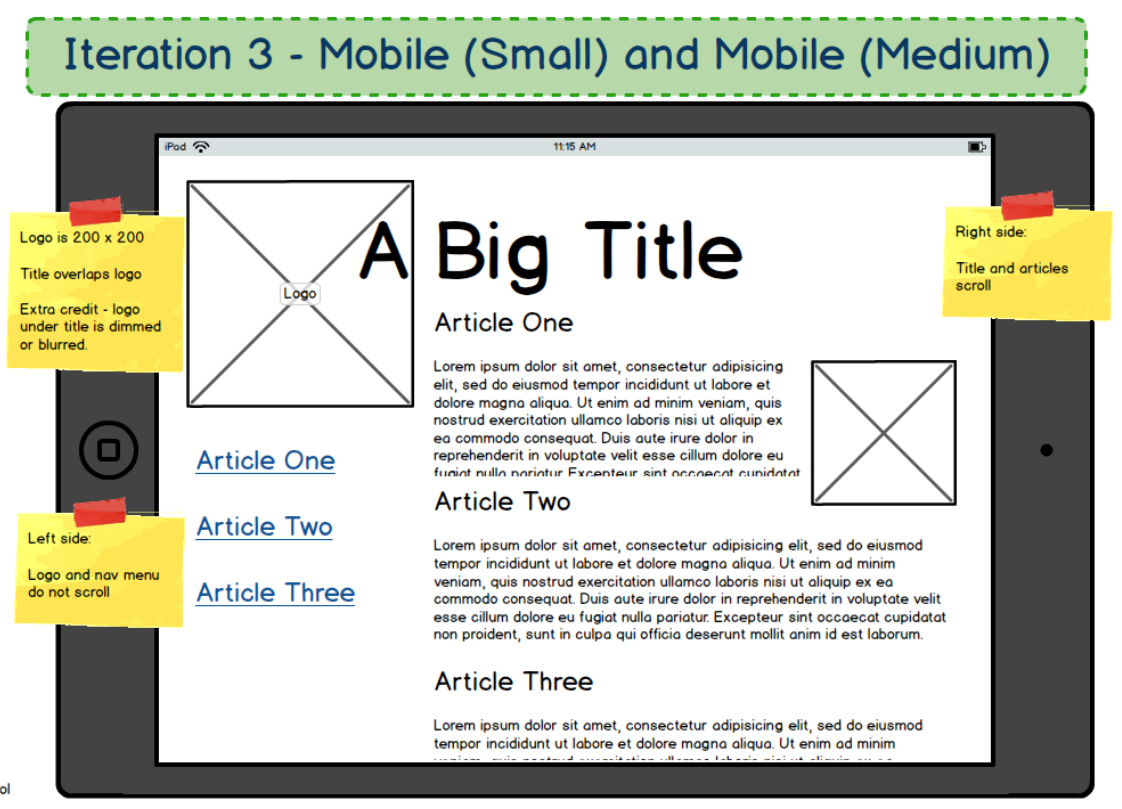 Iteration 3 - Mobile (Small) and Mobile (Medium)
iPad
11:15 AM
Logo is 200 x 200
Title overlaps logo
Extra credit - logo
under title is dimmed
or blurred.
Logo
A Big Title
Right side:
Title and articles
scroll
Article One
Lorem ipsum dolor sit amet, consectetur adipisicing
elit, sed do eiusmod tempor incididunt ut labore et
dolore magna aliqua. Ut enim ad minim veniam, quis
nostrud exercitation ullamco laboris nisi ut aliquip ex
ea commodo consequat. Duis aute irure dolor in
reprehenderit in voluptate velit esse cillum dolore eu
fugiat nulla pariatur. Excepteur sint occaecat cupidatat
Article One
Article Two
Article Three
Left side:
Logo and nav menu
do not scroll
Article Two
Lorem ipsum dolor sit amet, consectetur adipisicing elit, sed do eiusmod
tempor incididunt ut labore et dolore magna aliqua. Ut enim ad minim
veniam, quis nostrud exercitation ullamco laboris nisi ut aliquip ex ea
commodo consequat. Duis aute irure dolor in reprehenderit in voluptate velit
esse cillum dolore eu fugiat nulla pariatur. Excepteur sint occaecat cupidatat
non proident, sunt in culpa qui officia deserunt mollit anim id est laborum.
Article Three
Lorem ipsum dolor sit amet, consectetur adipisicing elit, sed do eiusmod
tempor incididunt ut labore et dolore magna aliqua. Ut enim ad minim
ol